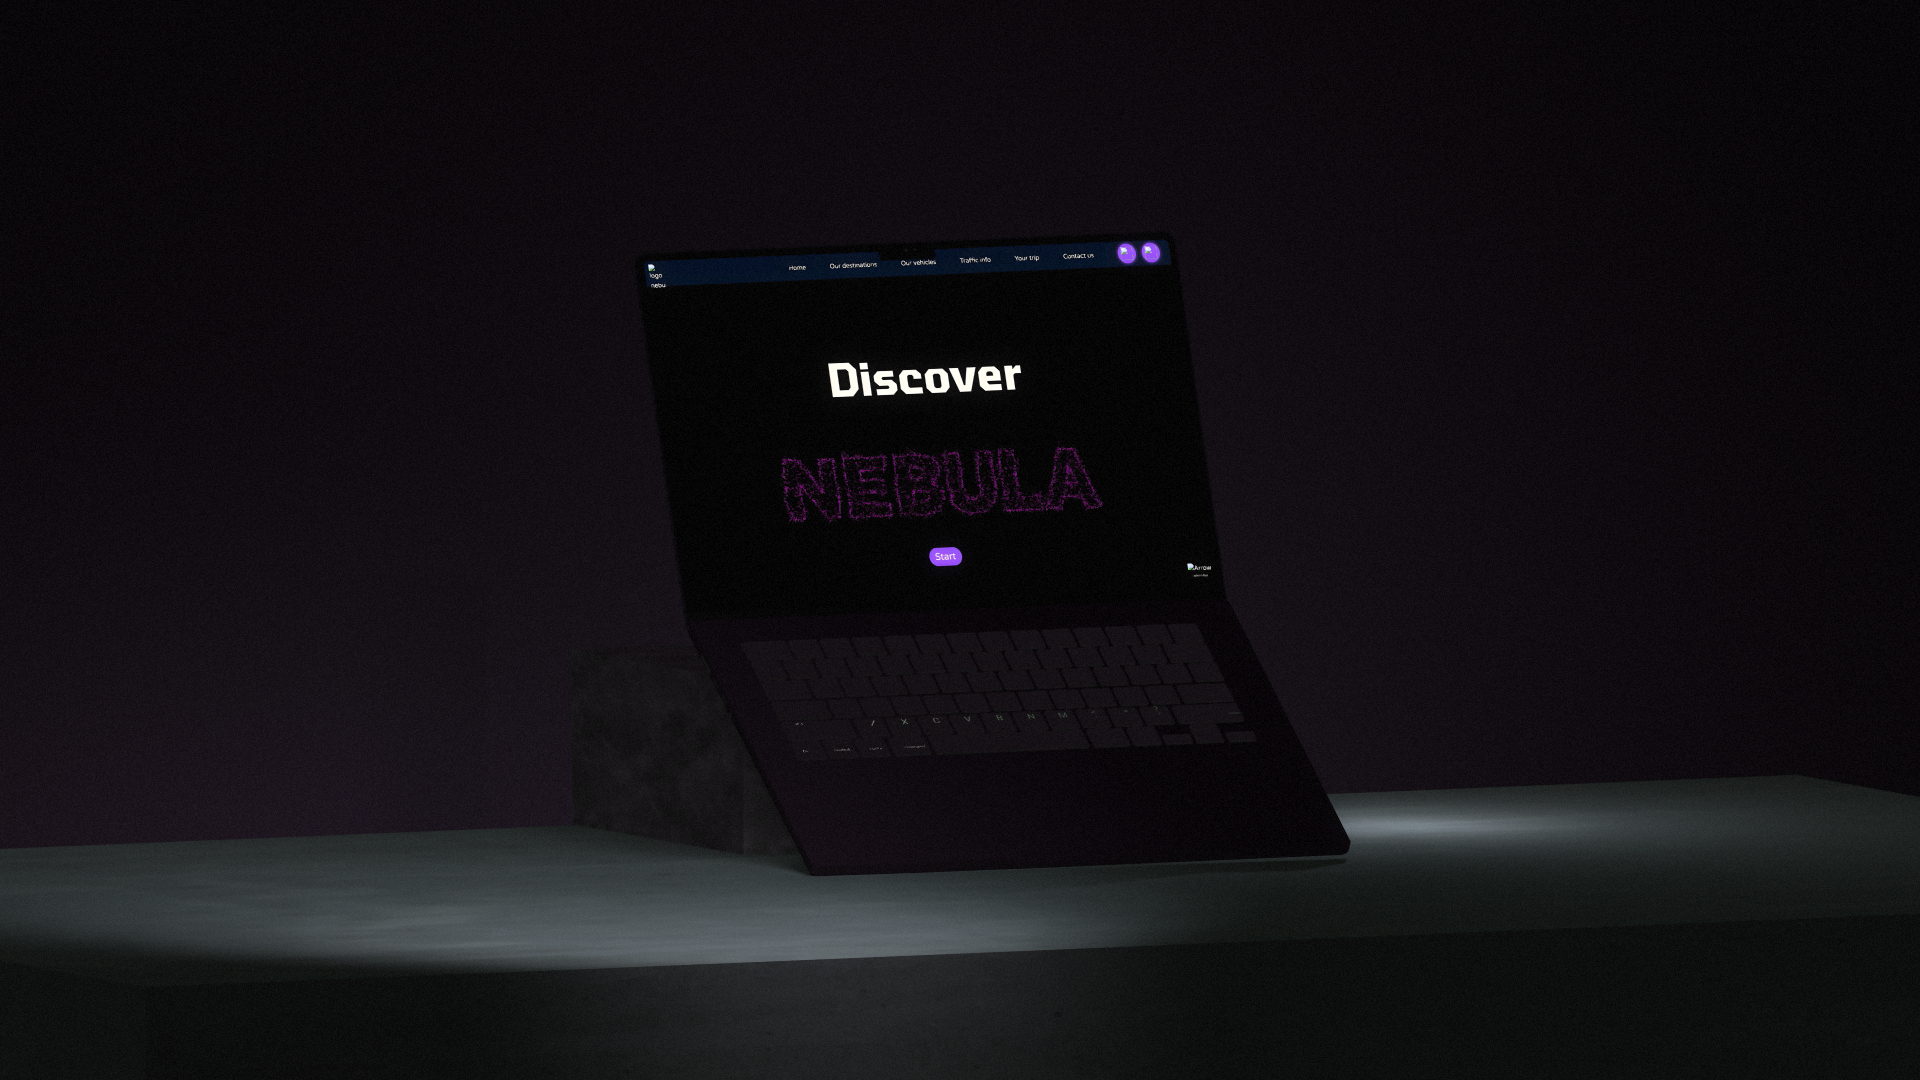 logo
nebu
Home
Our destinations
Our vehicles
Traffic info
Your trip
Contact us
Discover
NEBULA
Start
Arrow
X C V B N M